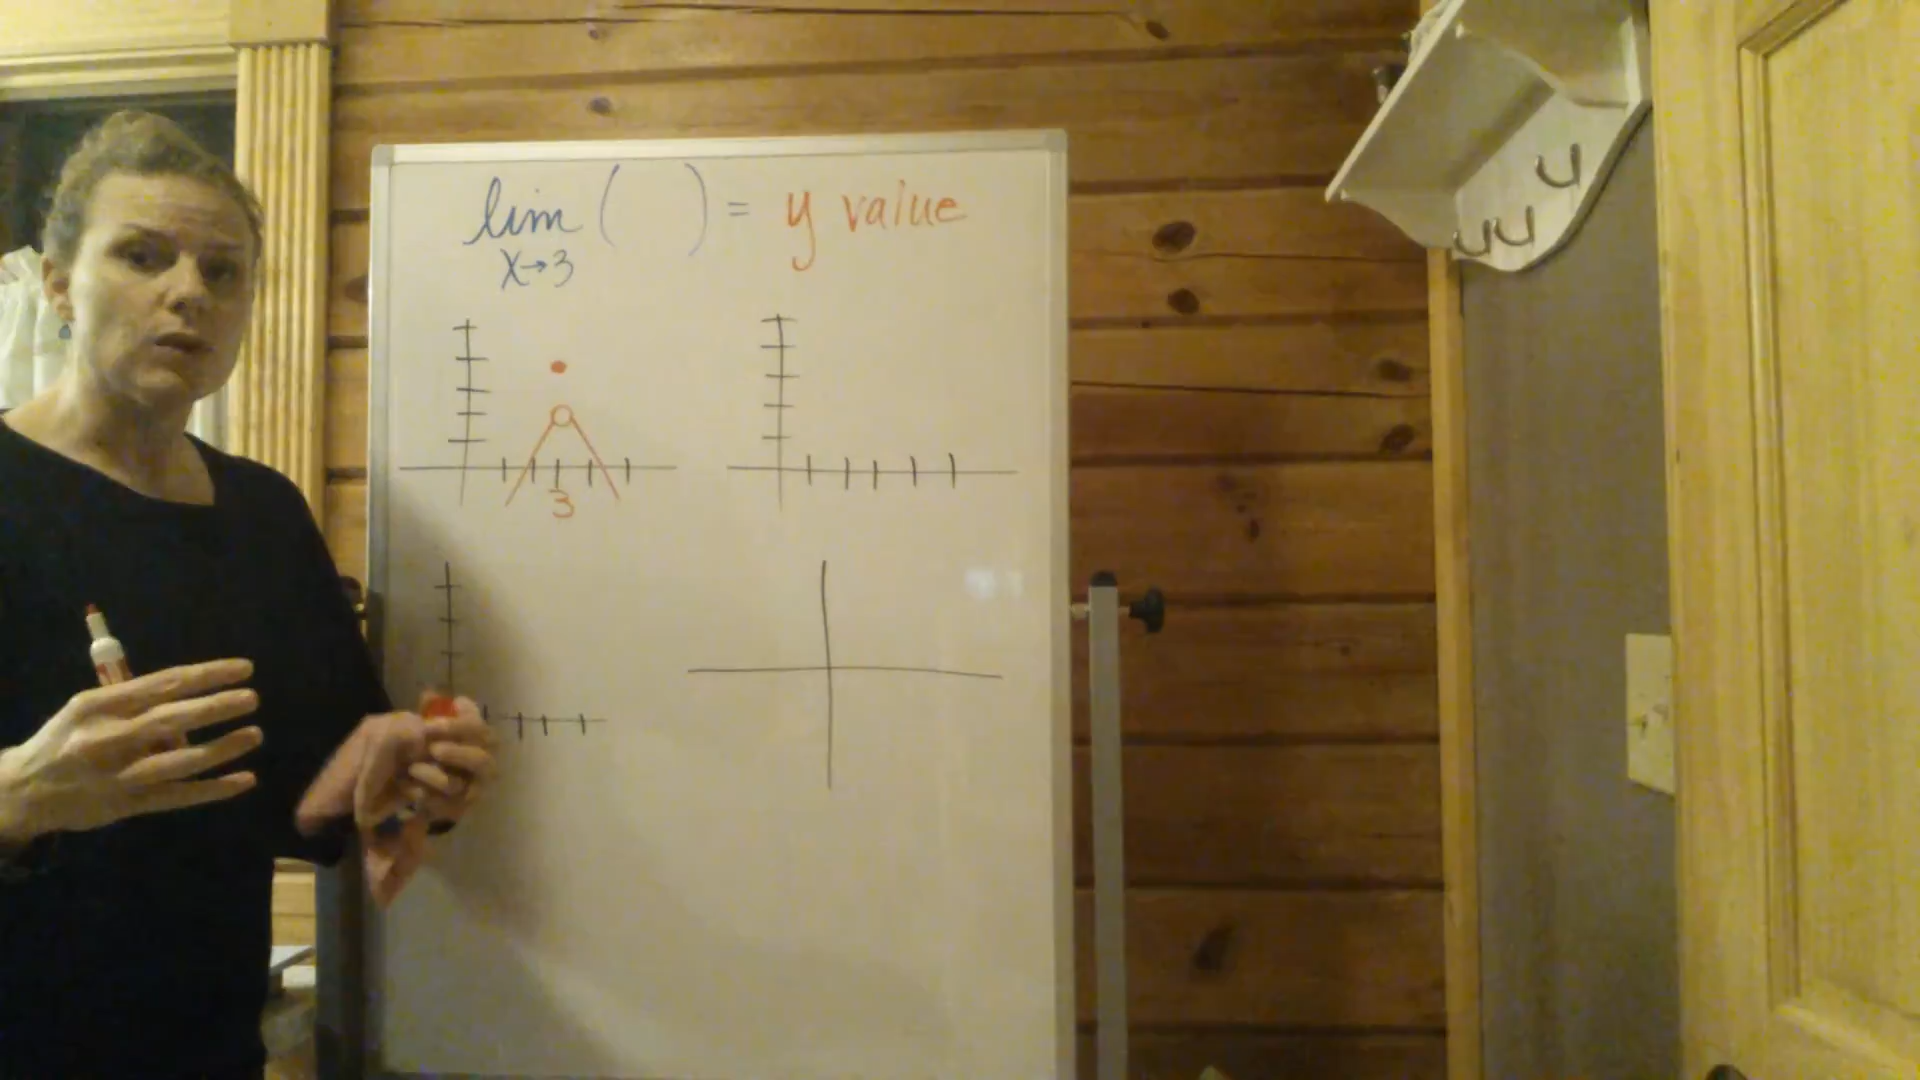 lim ( ) = y value
x→3
3